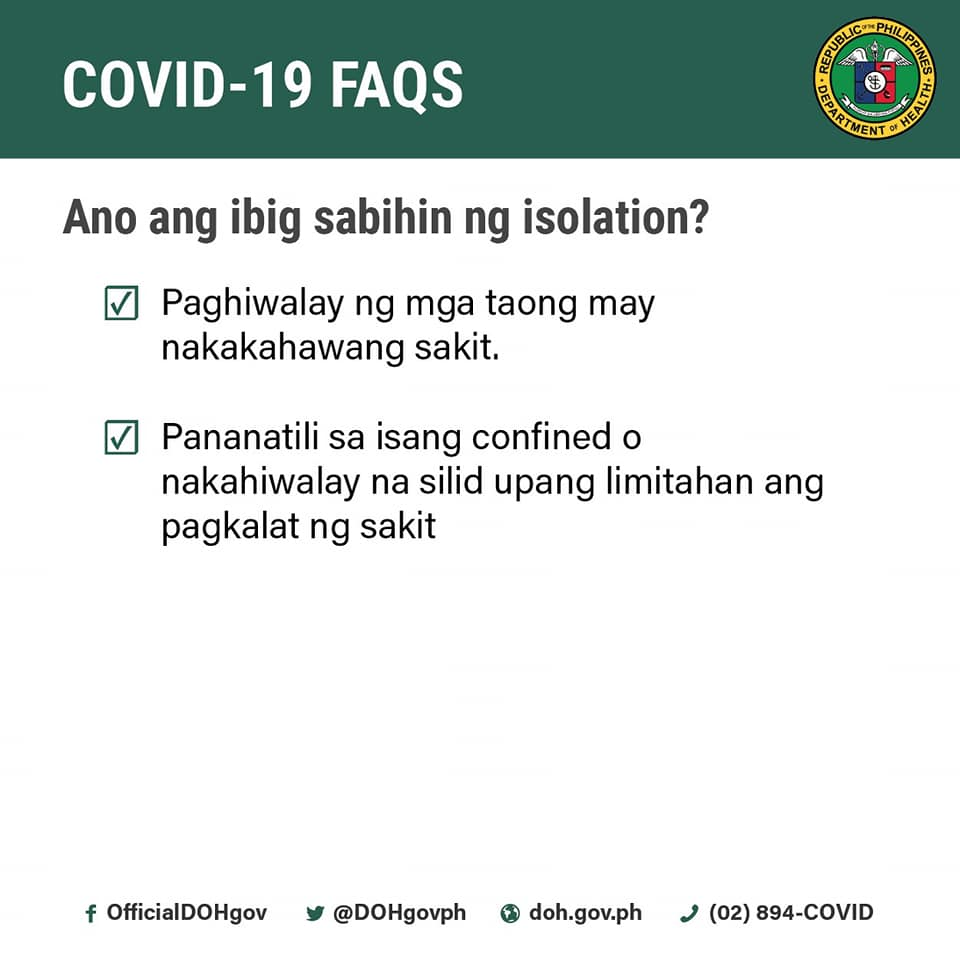 COVID-19 FAQS
REPUBLIC OF THE PHILIPPINES
DEPARTMENT OF HEALTH
Ano ang ibig sabihin ng isolation?
Paghiwalay ng mga taong may
nakakahawang sakit.
Pananatili sa isang confined o
nakahiwalay na silid upang limitahan ang
pagkalat ng sakit
OfficialDOHgov @DOHgovph doh.gov.ph (02) 894-COVID